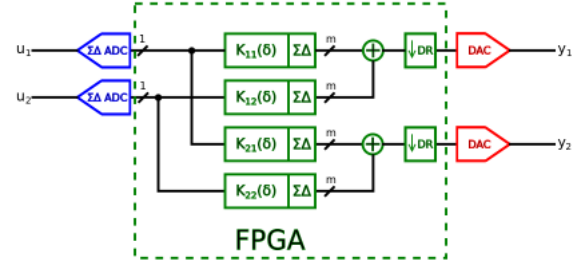 1 m
u₁ ΣΔ ADC K₁₁(δ) ΣΔ + ↓DR DAC y₁
1 m
u₂ ΣΔ ADC K₁₂(δ) ΣΔ
m
K₂₁(δ) ΣΔ + ↓DR DAC y₂
m
K₂₂(δ) ΣΔ
FPGA